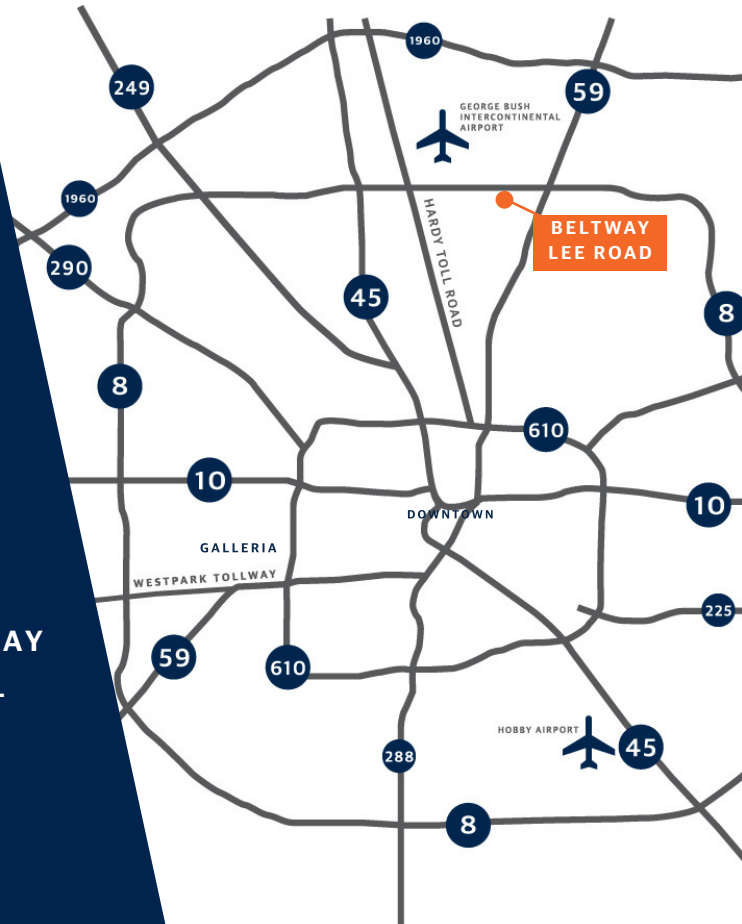 1960
249
59
GEORGE BUSH
INTERCONTINENTAL
AIRPORT
1960
HARDY TOLL ROAD
BELTWAY
LEE ROAD
290
45
8
8
610
10
10
DOWNTOWN
GALLERIA
WESTPARK TOLLWAY
225
AY
59
610
HOBBY AIRPORT
45
288
8